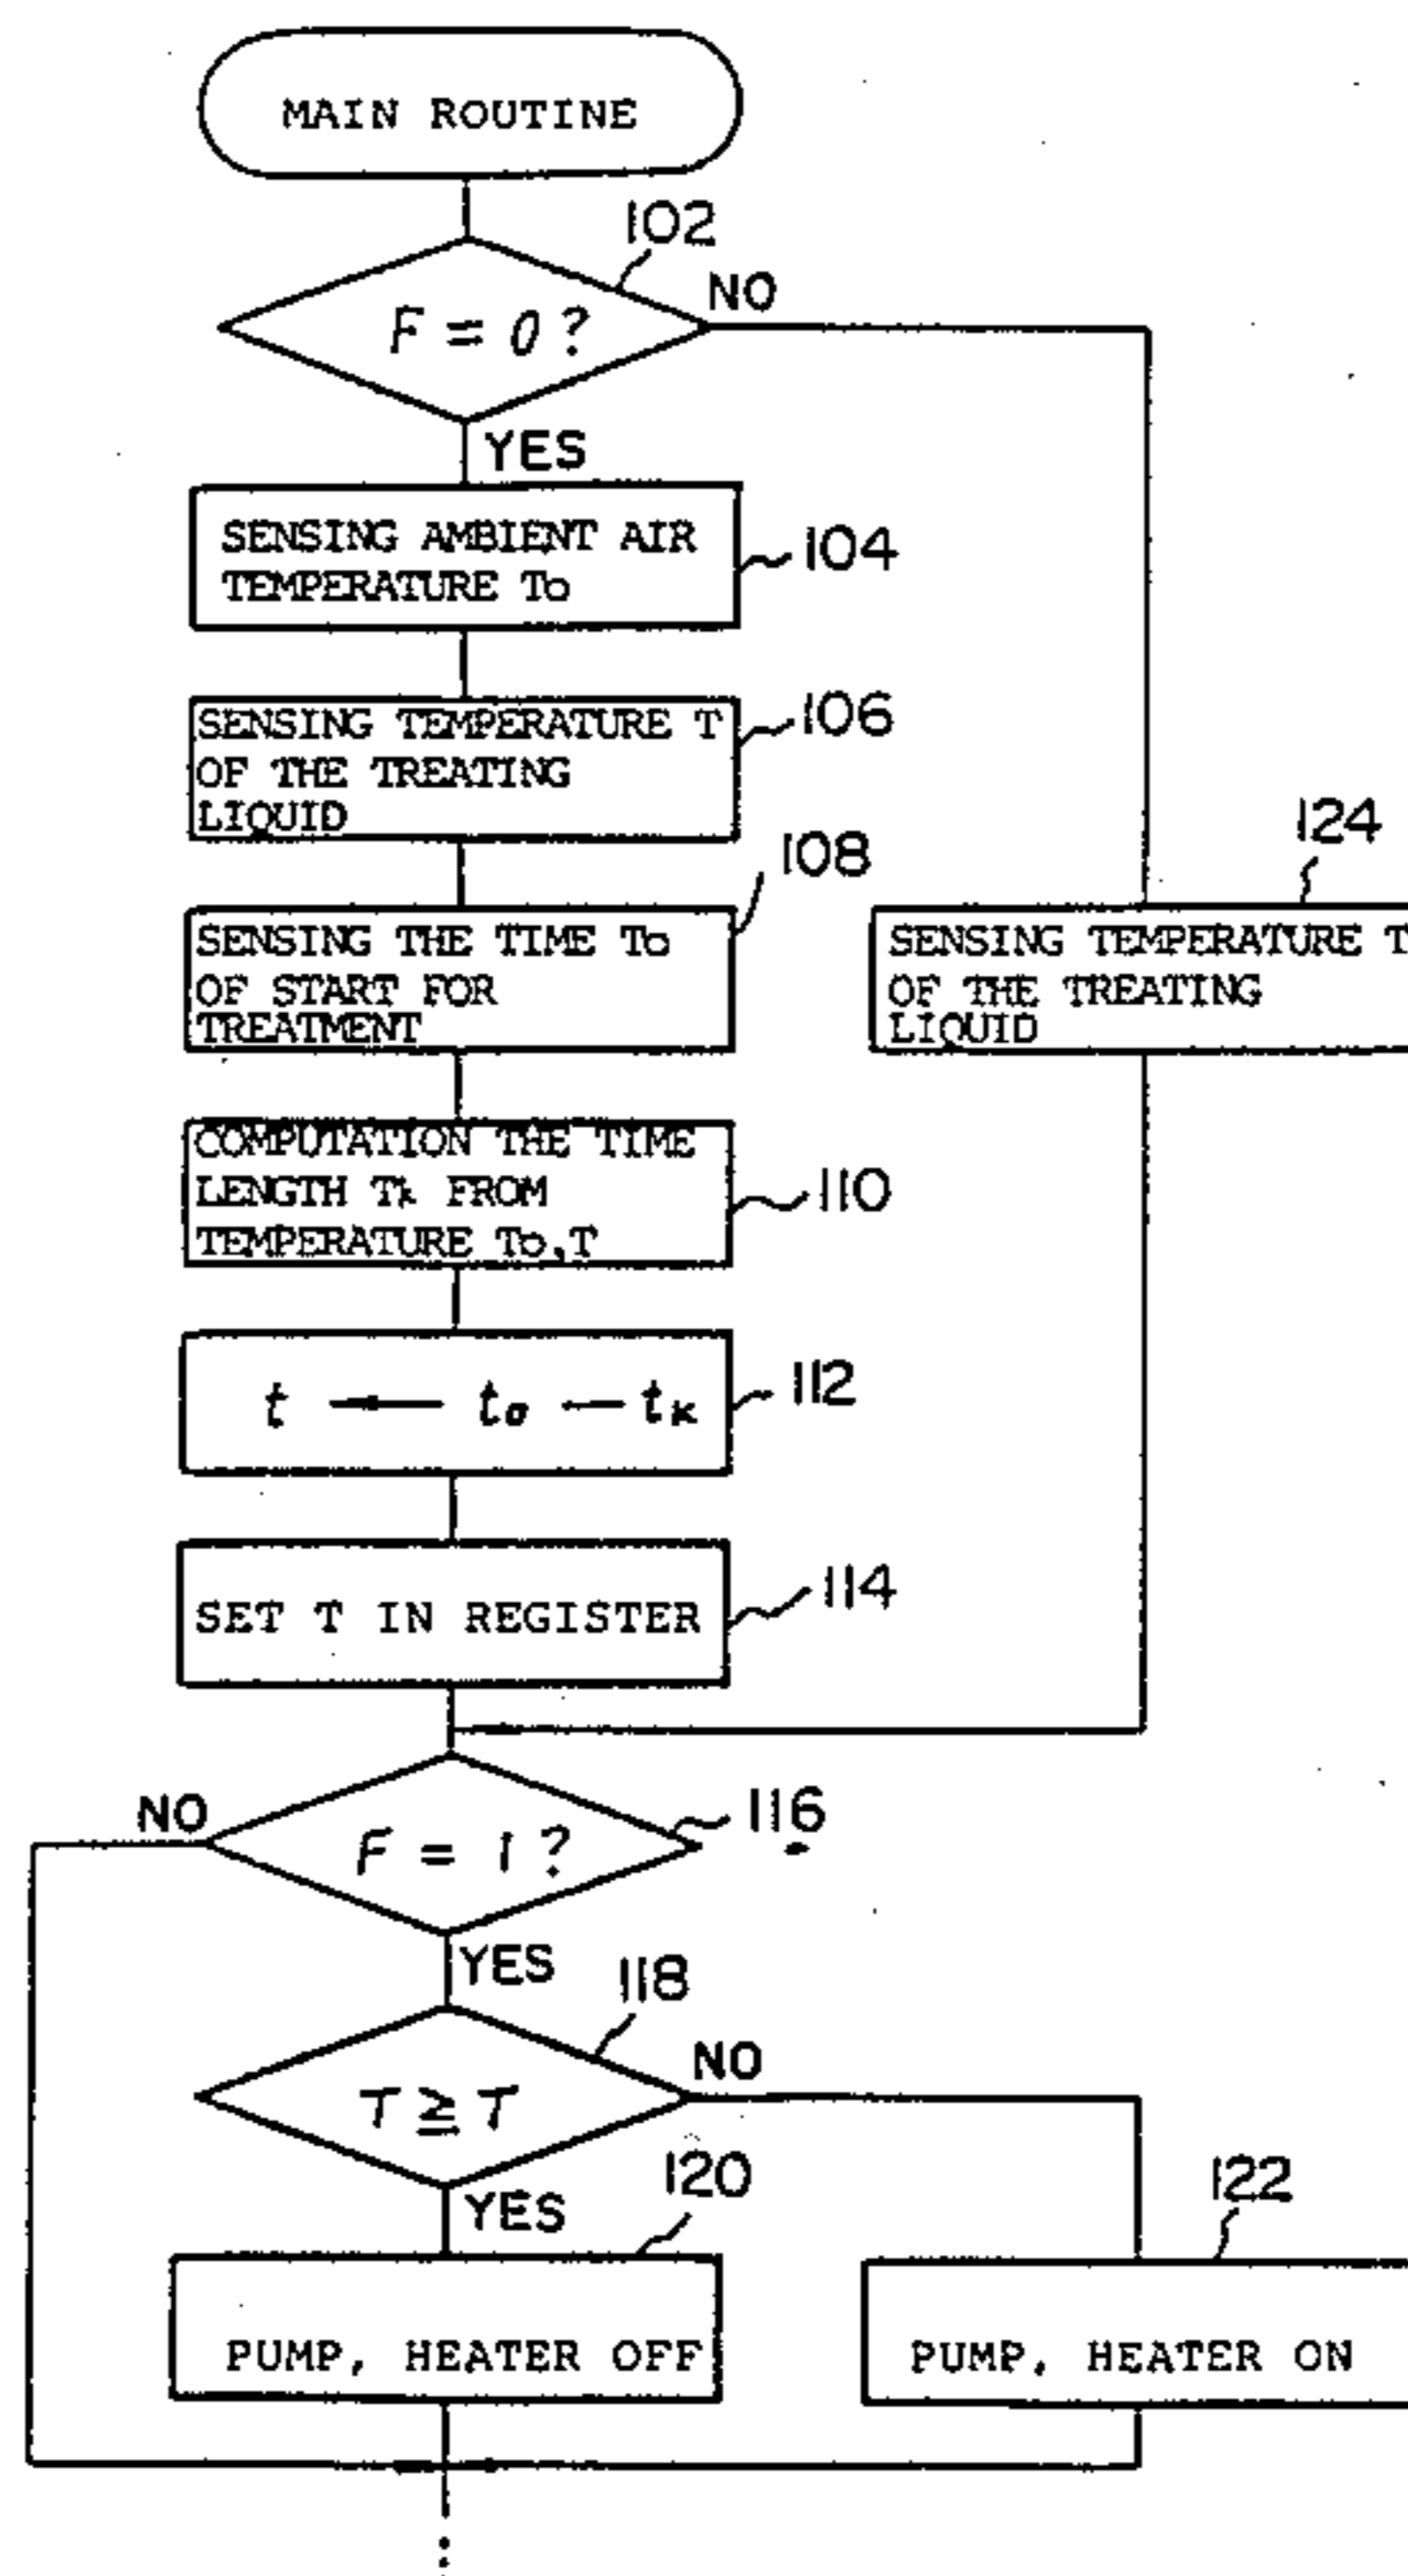 MAIN ROUTINE
102
F = 0 ?
NO
YES
SENSING AMBIENT AIR
TEMPERATURE To
104
SENSING TEMPERATURE T
OF THE TREATING
LIQUID
106
108
SENSING THE TIME To
OF START FOR
TREATMENT
124
SENSING TEMPERATURE T
OF THE TREATING
LIQUID
COMPUTATION THE TIME
LENGTH Tk FROM
TEMPERATURE To,T
110
t ← to − tK
112
SET T IN REGISTER
114
NO
F = 1 ?
116
YES
118
T ≧ T
NO
YES
120
PUMP, HEATER OFF
122
PUMP, HEATER ON